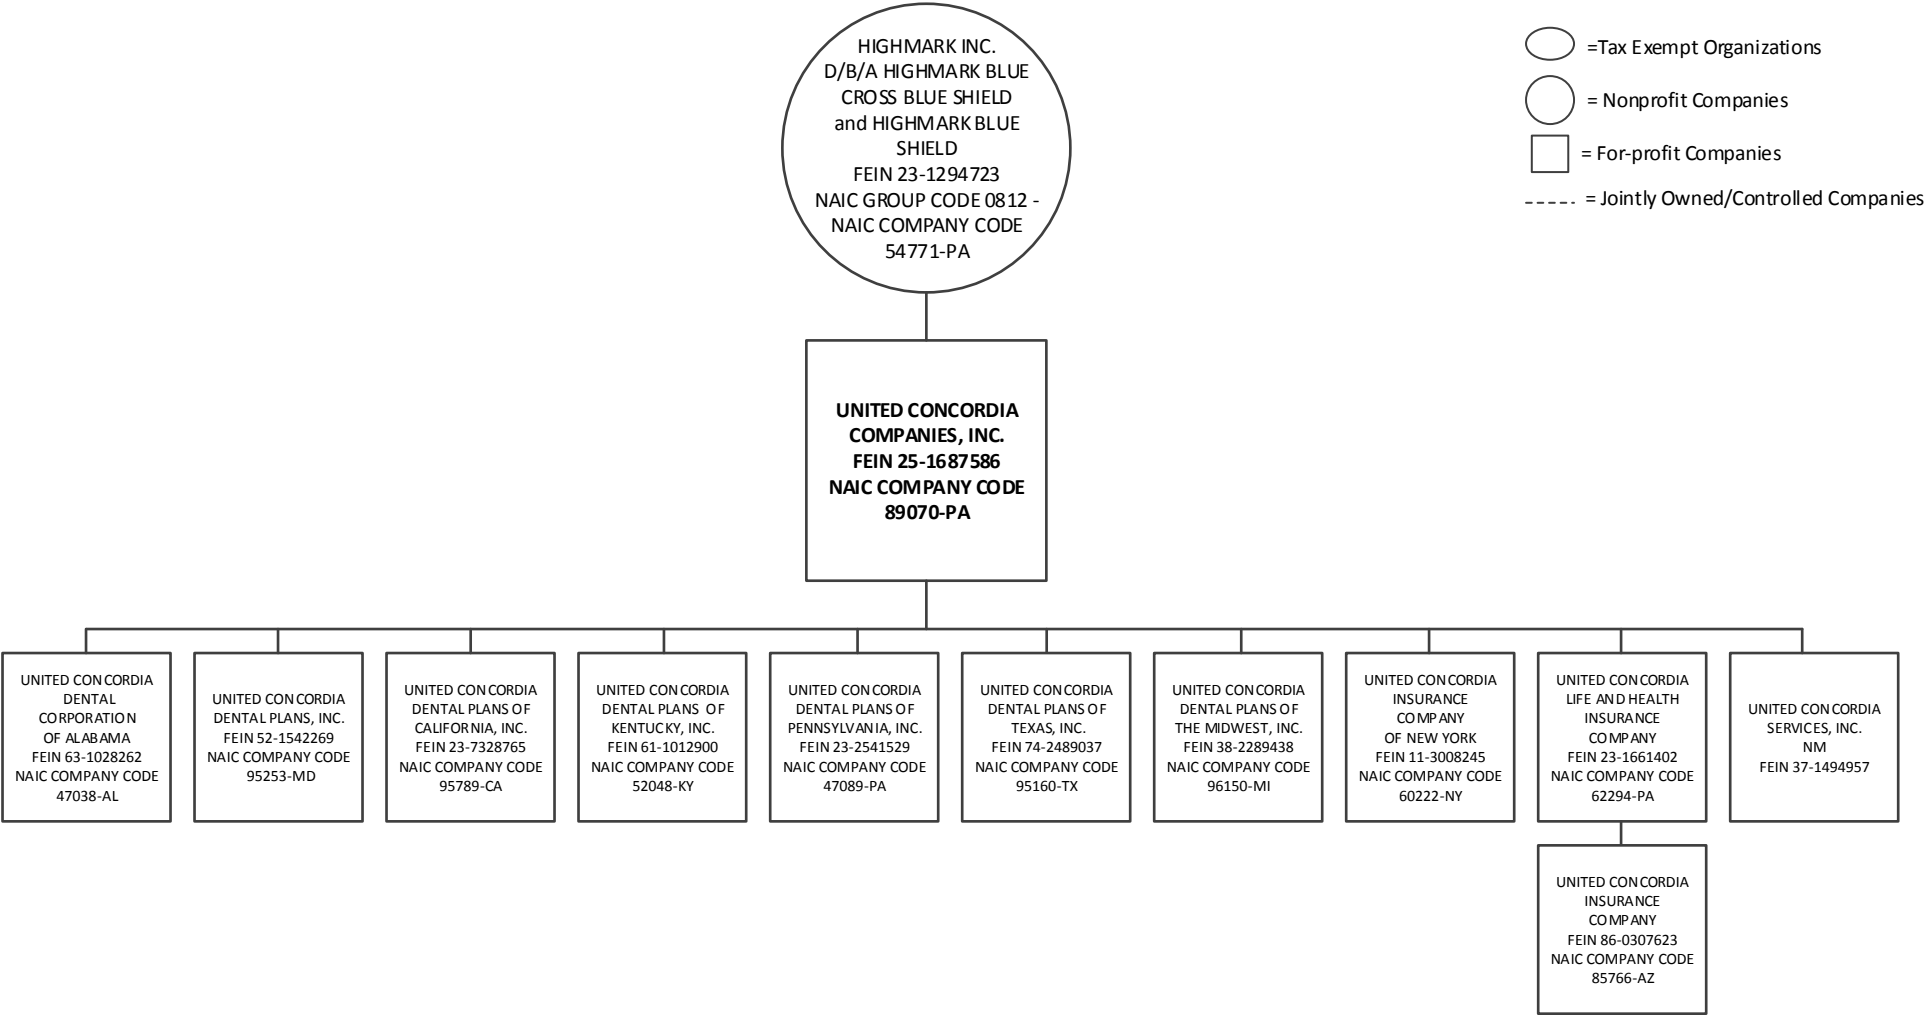 HIGHMARK INC.
D/B/A HIGHMARK BLUE
CROSS BLUE SHIELD
and HIGHMARK BLUE
SHIELD
FEIN 23-1294723
NAIC GROUP CODE 0812 -
NAIC COMPANY CODE
54771-PA
=Tax Exempt Organizations
= Nonprofit Companies
= For-profit Companies
= Jointly Owned/Controlled Companies
UNITED CONCORDIA
COMPANIES, INC.
FEIN 25-1687586
NAIC COMPANY CODE
89070-PA
UNITED CONCORDIA
DENTAL
CORPORATION
OF ALABAMA
FEIN 63-1028262
NAIC COMPANY CODE
47038-AL
UNITED CONCORDIA
DENTAL PLANS, INC.
FEIN 52-1542269
NAIC COMPANY CODE
95253-MD
UNITED CONCORDIA
DENTAL PLANS OF
CALIFORNIA, INC.
FEIN 23-7328765
NAIC COMPANY CODE
95789-CA
UNITED CONCORDIA
DENTAL PLANS OF
KENTUCKY, INC.
FEIN 61-1012900
NAIC COMPANY CODE
52048-KY
UNITED CONCORDIA
DENTAL PLANS OF
PENNSYLVANIA, INC.
FEIN 23-2541529
NAIC COMPANY CODE
47089-PA
UNITED CONCORDIA
DENTAL PLANS OF
TEXAS, INC.
FEIN 74-2489037
NAIC COMPANY CODE
95160-TX
UNITED CONCORDIA
DENTAL PLANS OF
THE MIDWEST, INC.
FEIN 38-2289438
NAIC COMPANY CODE
96150-MI
UNITED CONCORDIA
INSURANCE
COMPANY
OF NEW YORK
FEIN 11-3008245
NAIC COMPANY CODE
60222-NY
UNITED CONCORDIA
LIFE AND HEALTH
INSURANCE
COMPANY
FEIN 23-1661402
NAIC COMPANY CODE
62294-PA
UNITED CONCORDIA
SERVICES, INC.
NM
FEIN 37-1494957
UNITED CONCORDIA
INSURANCE
COMPANY
FEIN 86-0307623
NAIC COMPANY CODE
85766-AZ